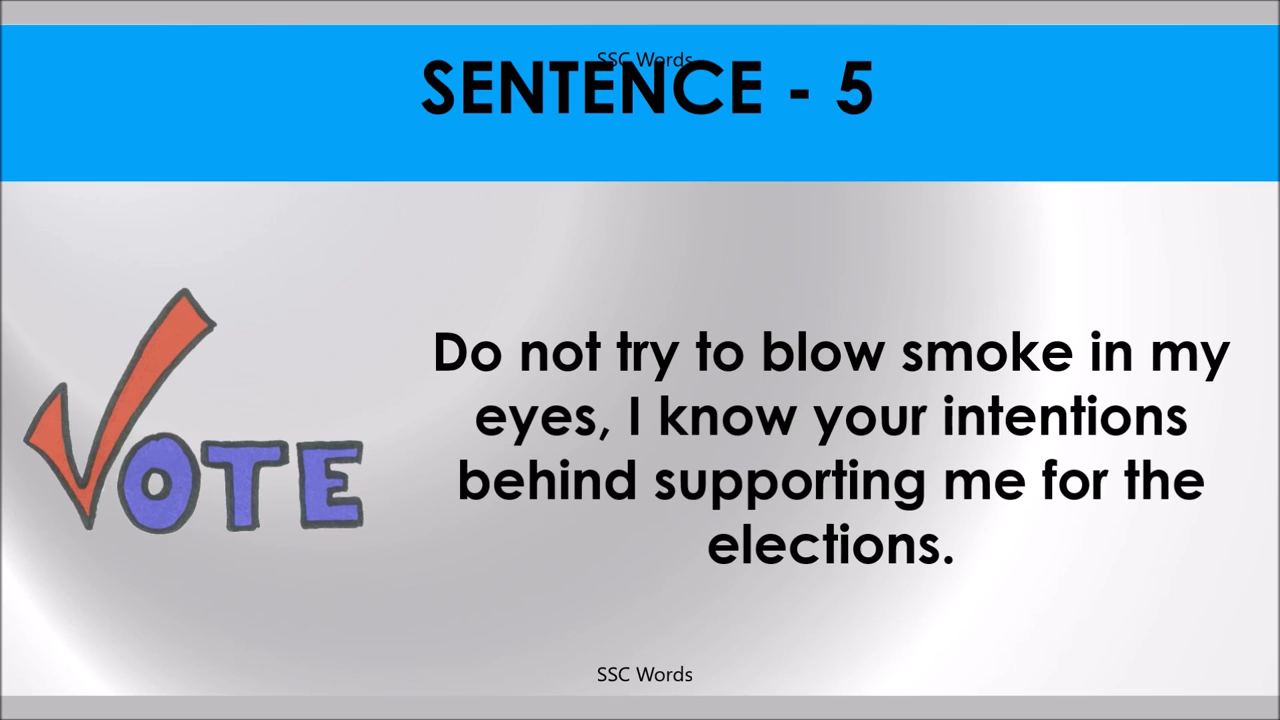 SSC Words
SENTENCE - 5
VOTE
Do not try to blow smoke in my
eyes, I know your intentions
behind supporting me for the
elections.
SSC Words